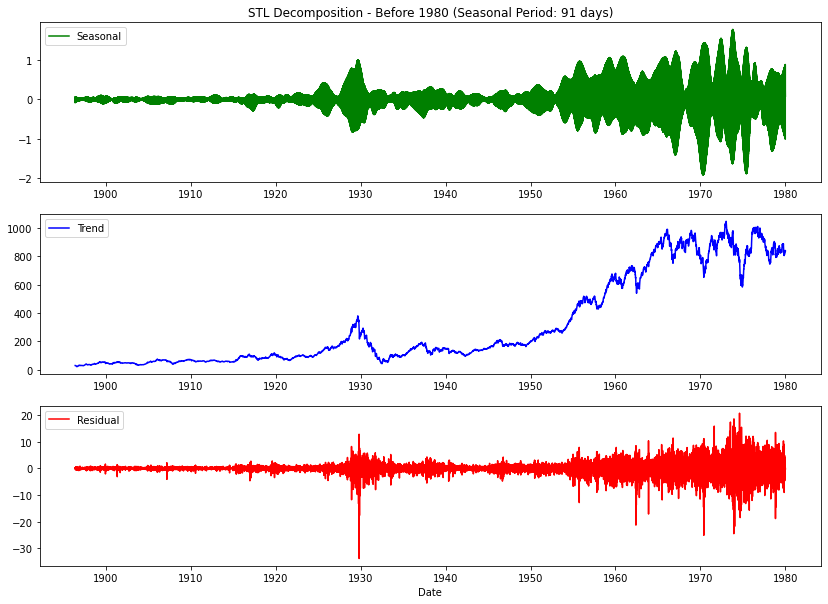 STL Decomposition - Before 1980 (Seasonal Period: 91 days)
Seasonal
1
0
−1
−2
1900 1910 1920 1930 1940 1950 1960 1970 1980
Trend
1000
800
600
400
200
0
1900 1910 1920 1930 1940 1950 1960 1970 1980
Residual
20
10
0
−10
−20
−30
1900 1910 1920 1930 1940 1950 1960 1970 1980
Date